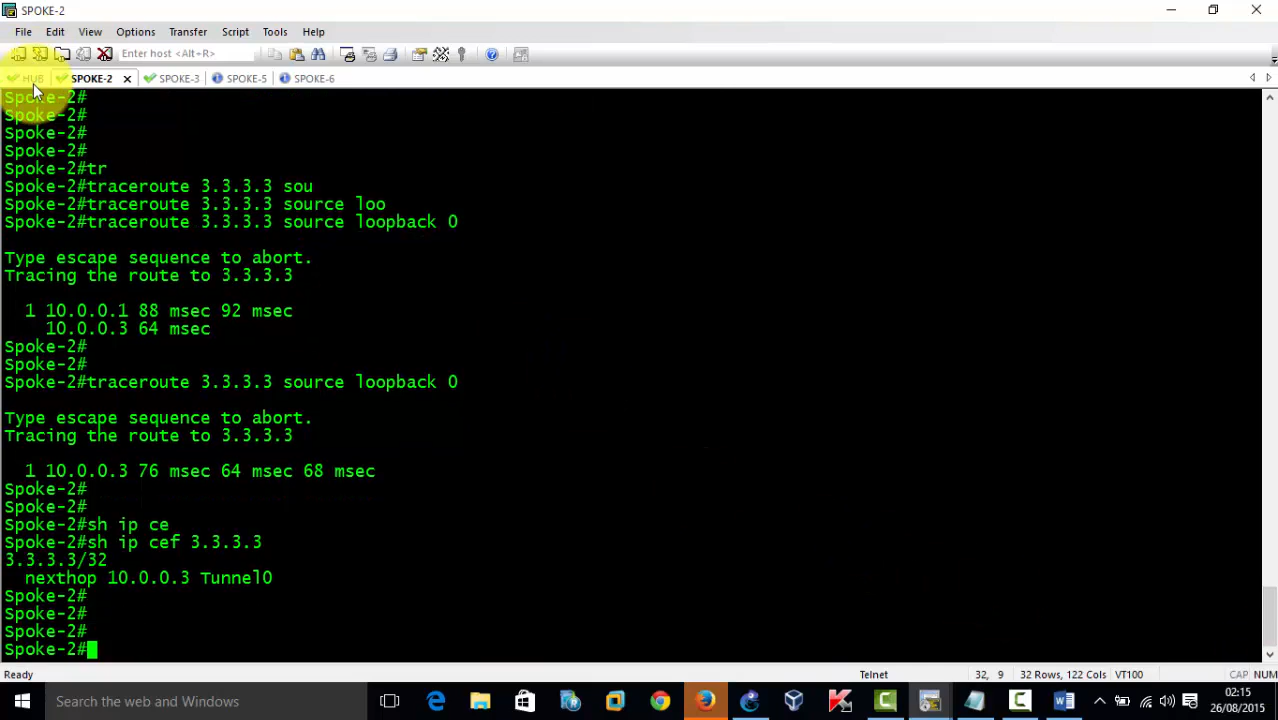 SPOKE-2
File Edit View Options Transfer Script Tools Help
Enter host <Alt+R>
HUB SPOKE-2 SPOKE-3 SPOKE-5 SPOKE-6
Spoke-2#
Spoke-2#
Spoke-2#
Spoke-2#
Spoke-2#tr
Spoke-2#traceroute 3.3.3.3 sou
Spoke-2#traceroute 3.3.3.3 source loo
Spoke-2#traceroute 3.3.3.3 source loopback 0
Type escape sequence to abort.
Tracing the route to 3.3.3.3
1 10.0.0.1 88 msec 92 msec
10.0.0.3 64 msec
Spoke-2#
Spoke-2#
Spoke-2#traceroute 3.3.3.3 source loopback 0
Type escape sequence to abort.
Tracing the route to 3.3.3.3
1 10.0.0.3 76 msec 64 msec 68 msec
Spoke-2#
Spoke-2#
Spoke-2#sh ip ce
Spoke-2#sh ip cef 3.3.3.3
3.3.3.3/32
nexthop 10.0.0.3 Tunnel0
Spoke-2#
Spoke-2#
Spoke-2#
Spoke-2#
Ready Telnet 32, 9 32 Rows, 122 Cols VT100 CAP NUM
Search the web and Windows
02:15
26/08/2015